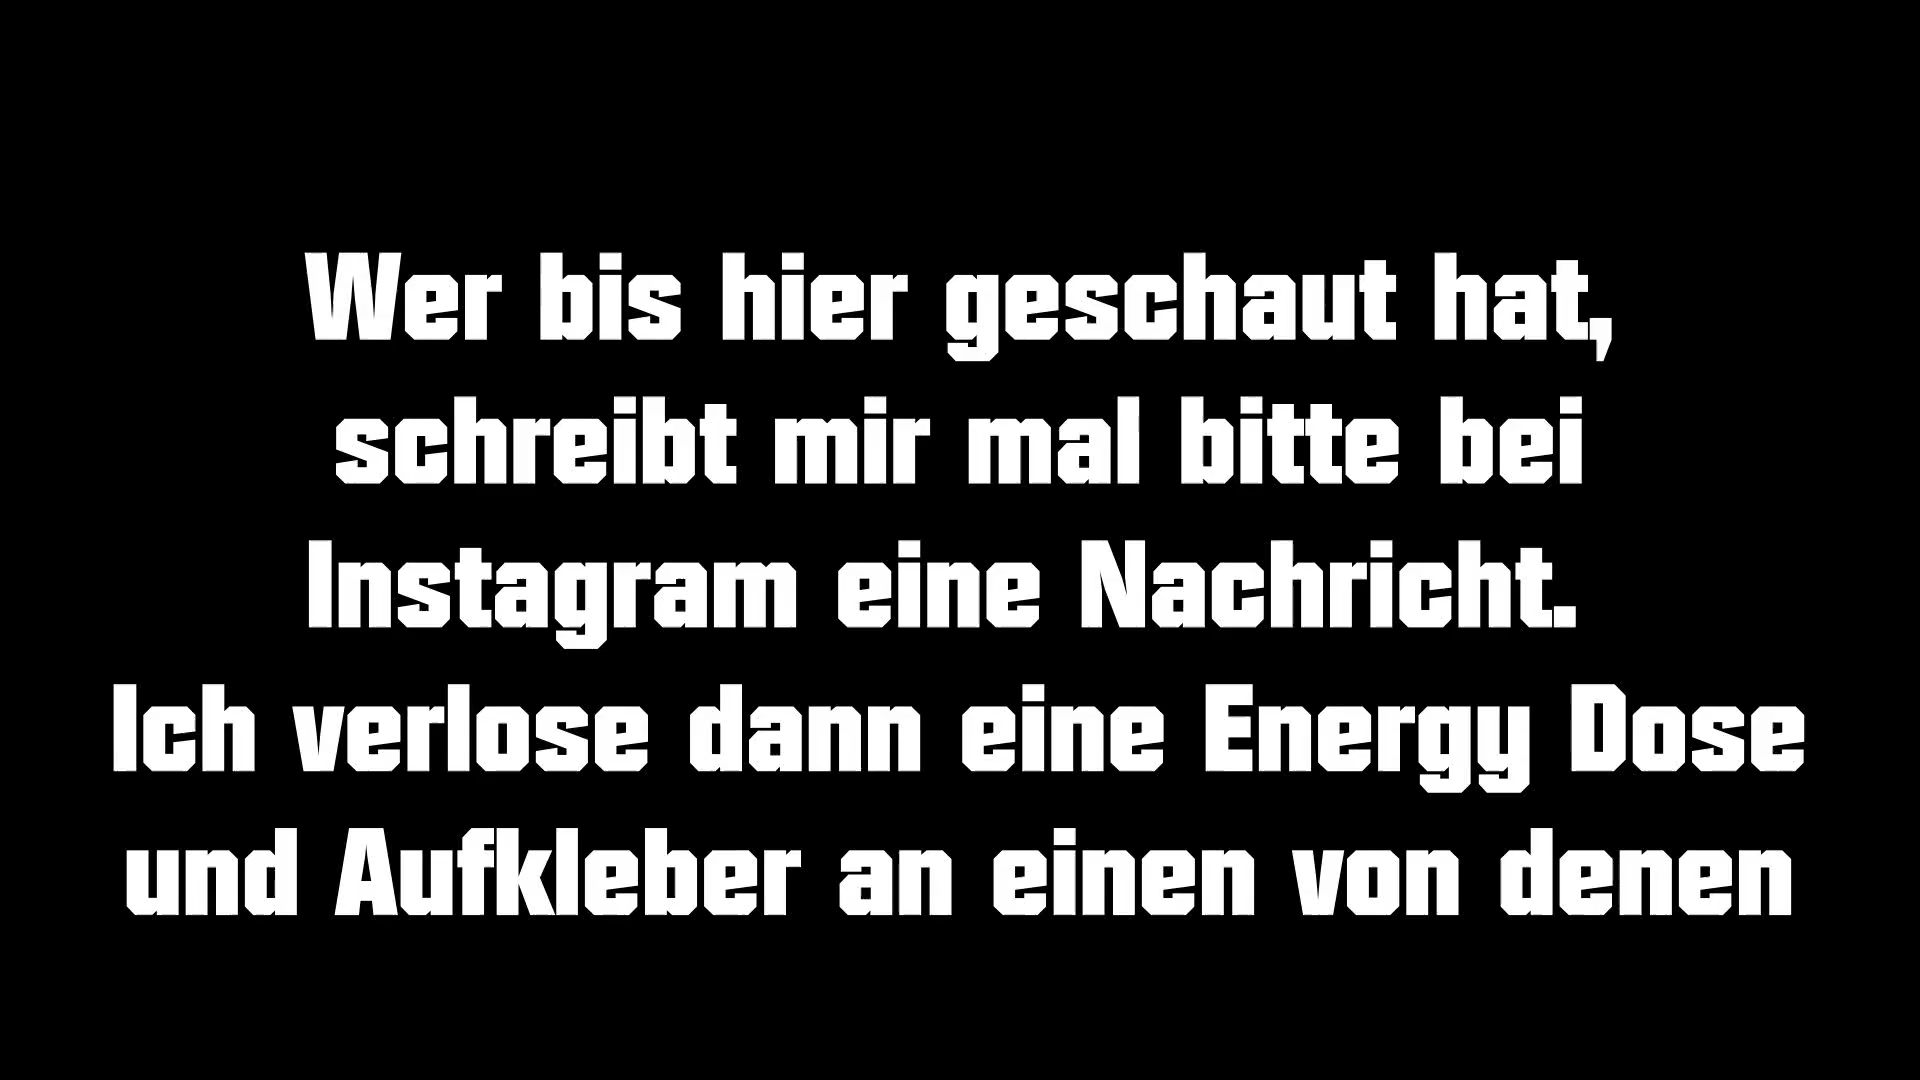 Wer bis hier geschaut hat,
schreibt mir mal bitte bei
Instagram eine Nachricht.
Ich verlose dann eine Energy Dose
und Aufkleber an einen von denen